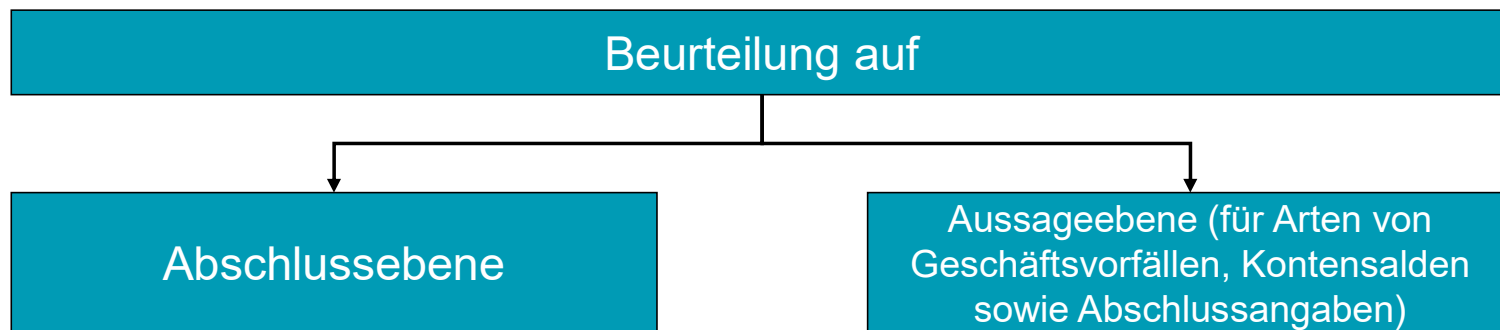 Beurteilung auf
Abschlussebene
Aussageebene (für Arten von
Geschäftsvorfällen, Kontensalden
sowie Abschlussangaben)